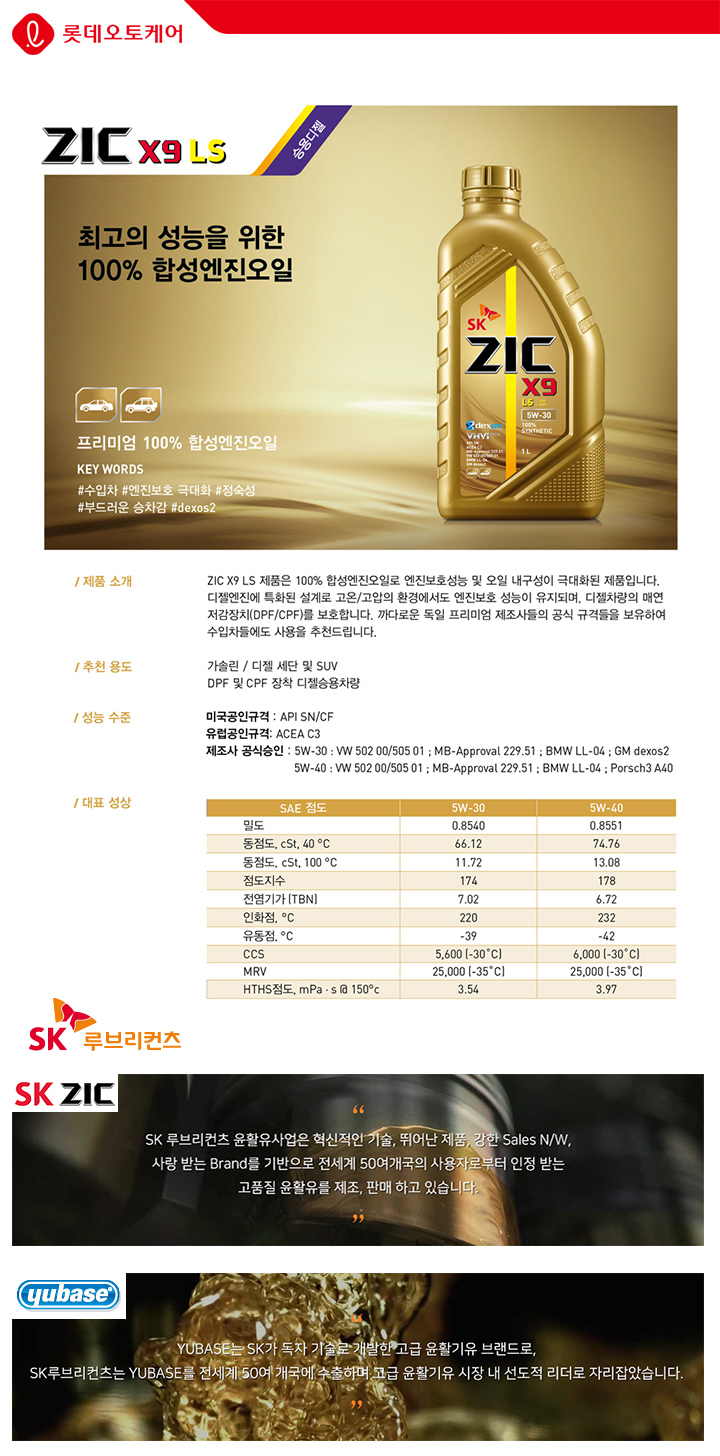 롯데오토케어
ZIC X9 LS
승용디젤
최고의 성능을 위한
100% 합성엔진오일
SK
ZIC
X9
LS
5W-30
100%
SYNTHETIC
dexos
VHVI
API SN
ACEA C3
MB-Approval 229.51
VW 502 00/505 01
BMW LL-04
GM dexos2
1 L
프리미엄 100% 합성엔진오일
KEY WORDS
#수입차 #엔진보호 극대화 #정숙성
#부드러운 승차감 #dexos2
/ 제품 소개
ZIC X9 LS 제품은 100% 합성엔진오일로 엔진보호성능 및 오일 내구성이 극대화된 제품입니다.
디젤엔진에 특화된 설계로 고온/고압의 환경에서도 엔진보호 성능이 유지되며, 디젤차량의 매연
저감장치(DPF/CPF)를 보호합니다. 까다로운 독일 프리미엄 제조사들의 공식 규격들을 보유하여
수입차들에도 사용을 추천드립니다.
/ 추천 용도
가솔린 / 디젤 세단 및 SUV
DPF 및 CPF 장착 디젤승용차량
/ 성능 수준
미국공인규격 : API SN/CF
유럽공인규격: ACEA C3
제조사 공식승인 : 5W-30 : VW 502 00/505 01 ; MB-Approval 229.51 ; BMW LL-04 ; GM dexos2
5W-40 : VW 502 00/505 01 ; MB-Approval 229.51 ; BMW LL-04 ; Porsch3 A40
/ 대표 성상
SAE 점도 5W-30 5W-40
밀도 0.8540 0.8551
동점도, cSt, 40 °C 66.12 74.76
동점도, cSt, 100 °C 11.72 13.08
점도지수 174 178
전염기가 (TBN) 7.02 6.72
인화점, °C 220 232
유동점, °C -39 -42
CCS 5,600 (-30˚C) 6,000 (-30˚C)
MRV 25,000 (-35˚C) 25,000 (-35˚C)
HTHS점도, mPa · s @ 150°c 3.54 3.97
SK 루브리컨츠
SK ZIC
“
SK 루브리컨츠 윤활유사업은 혁신적인 기술, 뛰어난 제품, 강한 Sales N/W,
사랑 받는 Brand를 기반으로 전세계 50여개국의 사용자로부터 인정 받는
고품질 윤활유를 제조, 판매 하고 있습니다.
”
yubase®
“
YUBASE는 SK가 독자 기술로 개발한 고급 윤활기유 브랜드로,
SK루브리컨츠는 YUBASE를 전세계 50여 개국에 수출하며 고급 윤활기유 시장 내 선도적 리더로 자리잡았습니다.
”